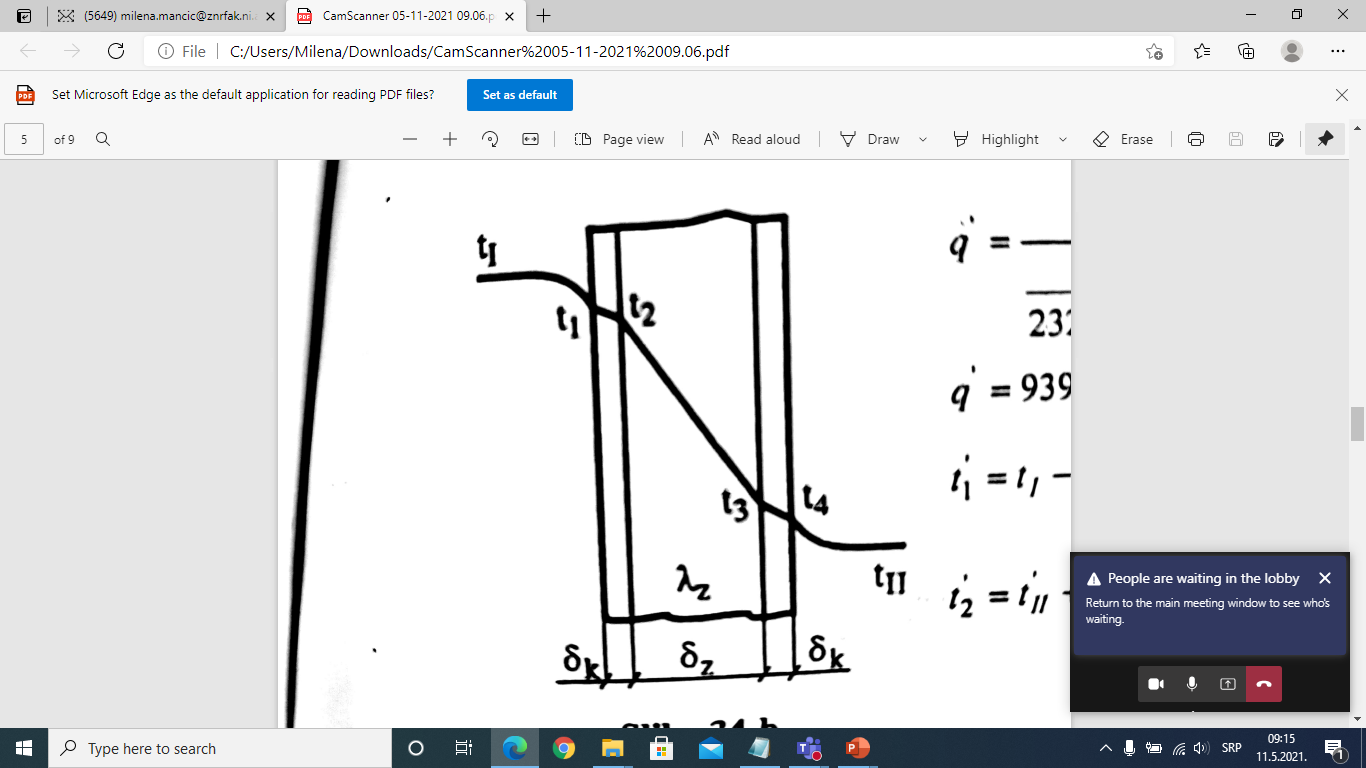 (5649) milena.mancic@znrfak.ni.a
CamScanner 05-11-2021 09.06.p
File
C:/Users/Milena/Downloads/CamScanner%2005-11-2021%2009.06.pdf
Set Microsoft Edge as the default application for reading PDF files?
Set as default
5 of 9
Page view
Read aloud
Draw
Highlight
Erase
tI
t1
t2
t3
t4
tII
λz
δk
δz
δk
q̇ =
232
q̇ = 939
t1' = tI −
t2' = tII' −
People are waiting in the lobby
Return to the main meeting window to see who's
waiting.
Type here to search
SRP
09:15
11.5.2021.
1